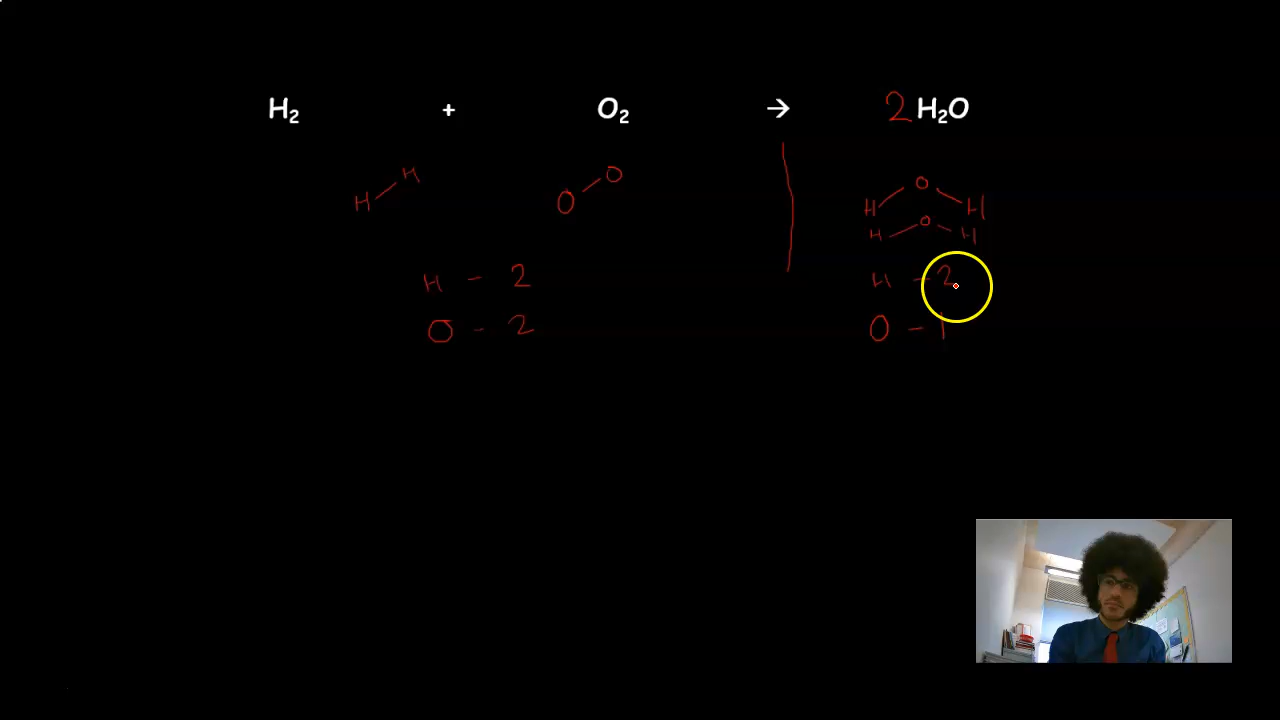 H₂ + O₂ → 2 H₂O
H H O O O
H H
H O H
H - 2 H - 2
O - 2 O - 1